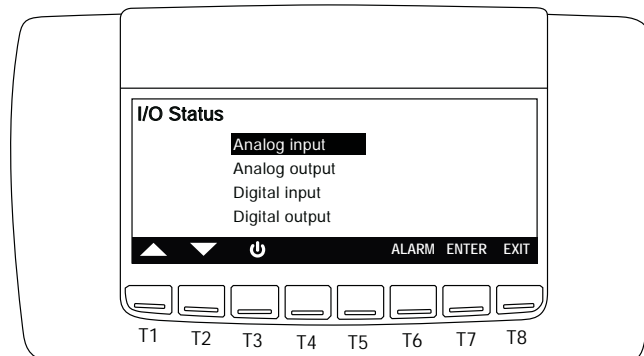 I/O Status
Analog input
Analog output
Digital input
Digital output
ALARM ENTER EXIT
T1 T2 T3 T4 T5 T6 T7 T8